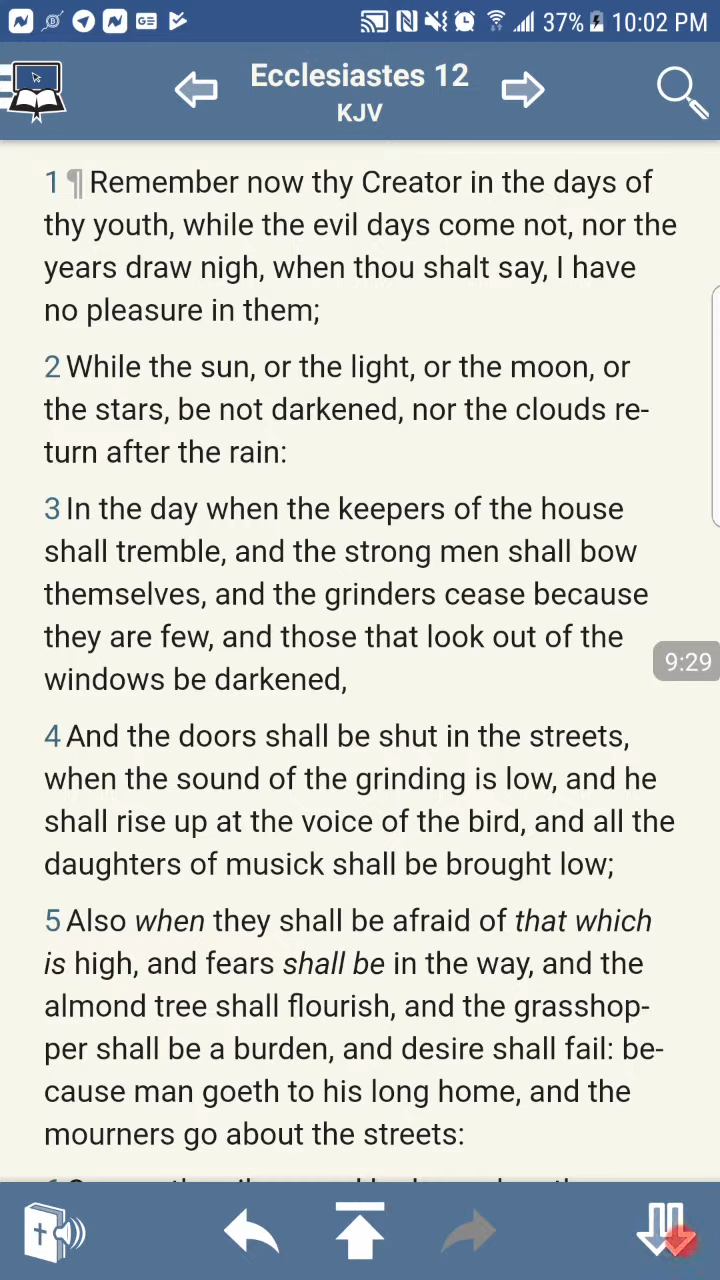 37% 10:02 PM
Ecclesiastes 12
KJV
1 ¶ Remember now thy Creator in the days of
thy youth, while the evil days come not, nor the
years draw nigh, when thou shalt say, I have
no pleasure in them;
2 While the sun, or the light, or the moon, or
the stars, be not darkened, nor the clouds re-
turn after the rain:
3 In the day when the keepers of the house
shall tremble, and the strong men shall bow
themselves, and the grinders cease because
they are few, and those that look out of the
windows be darkened,
9:29
4 And the doors shall be shut in the streets,
when the sound of the grinding is low, and he
shall rise up at the voice of the bird, and all the
daughters of musick shall be brought low;
5 Also when they shall be afraid of that which
is high, and fears shall be in the way, and the
almond tree shall flourish, and the grasshop-
per shall be a burden, and desire shall fail: be-
cause man goeth to his long home, and the
mourners go about the streets: